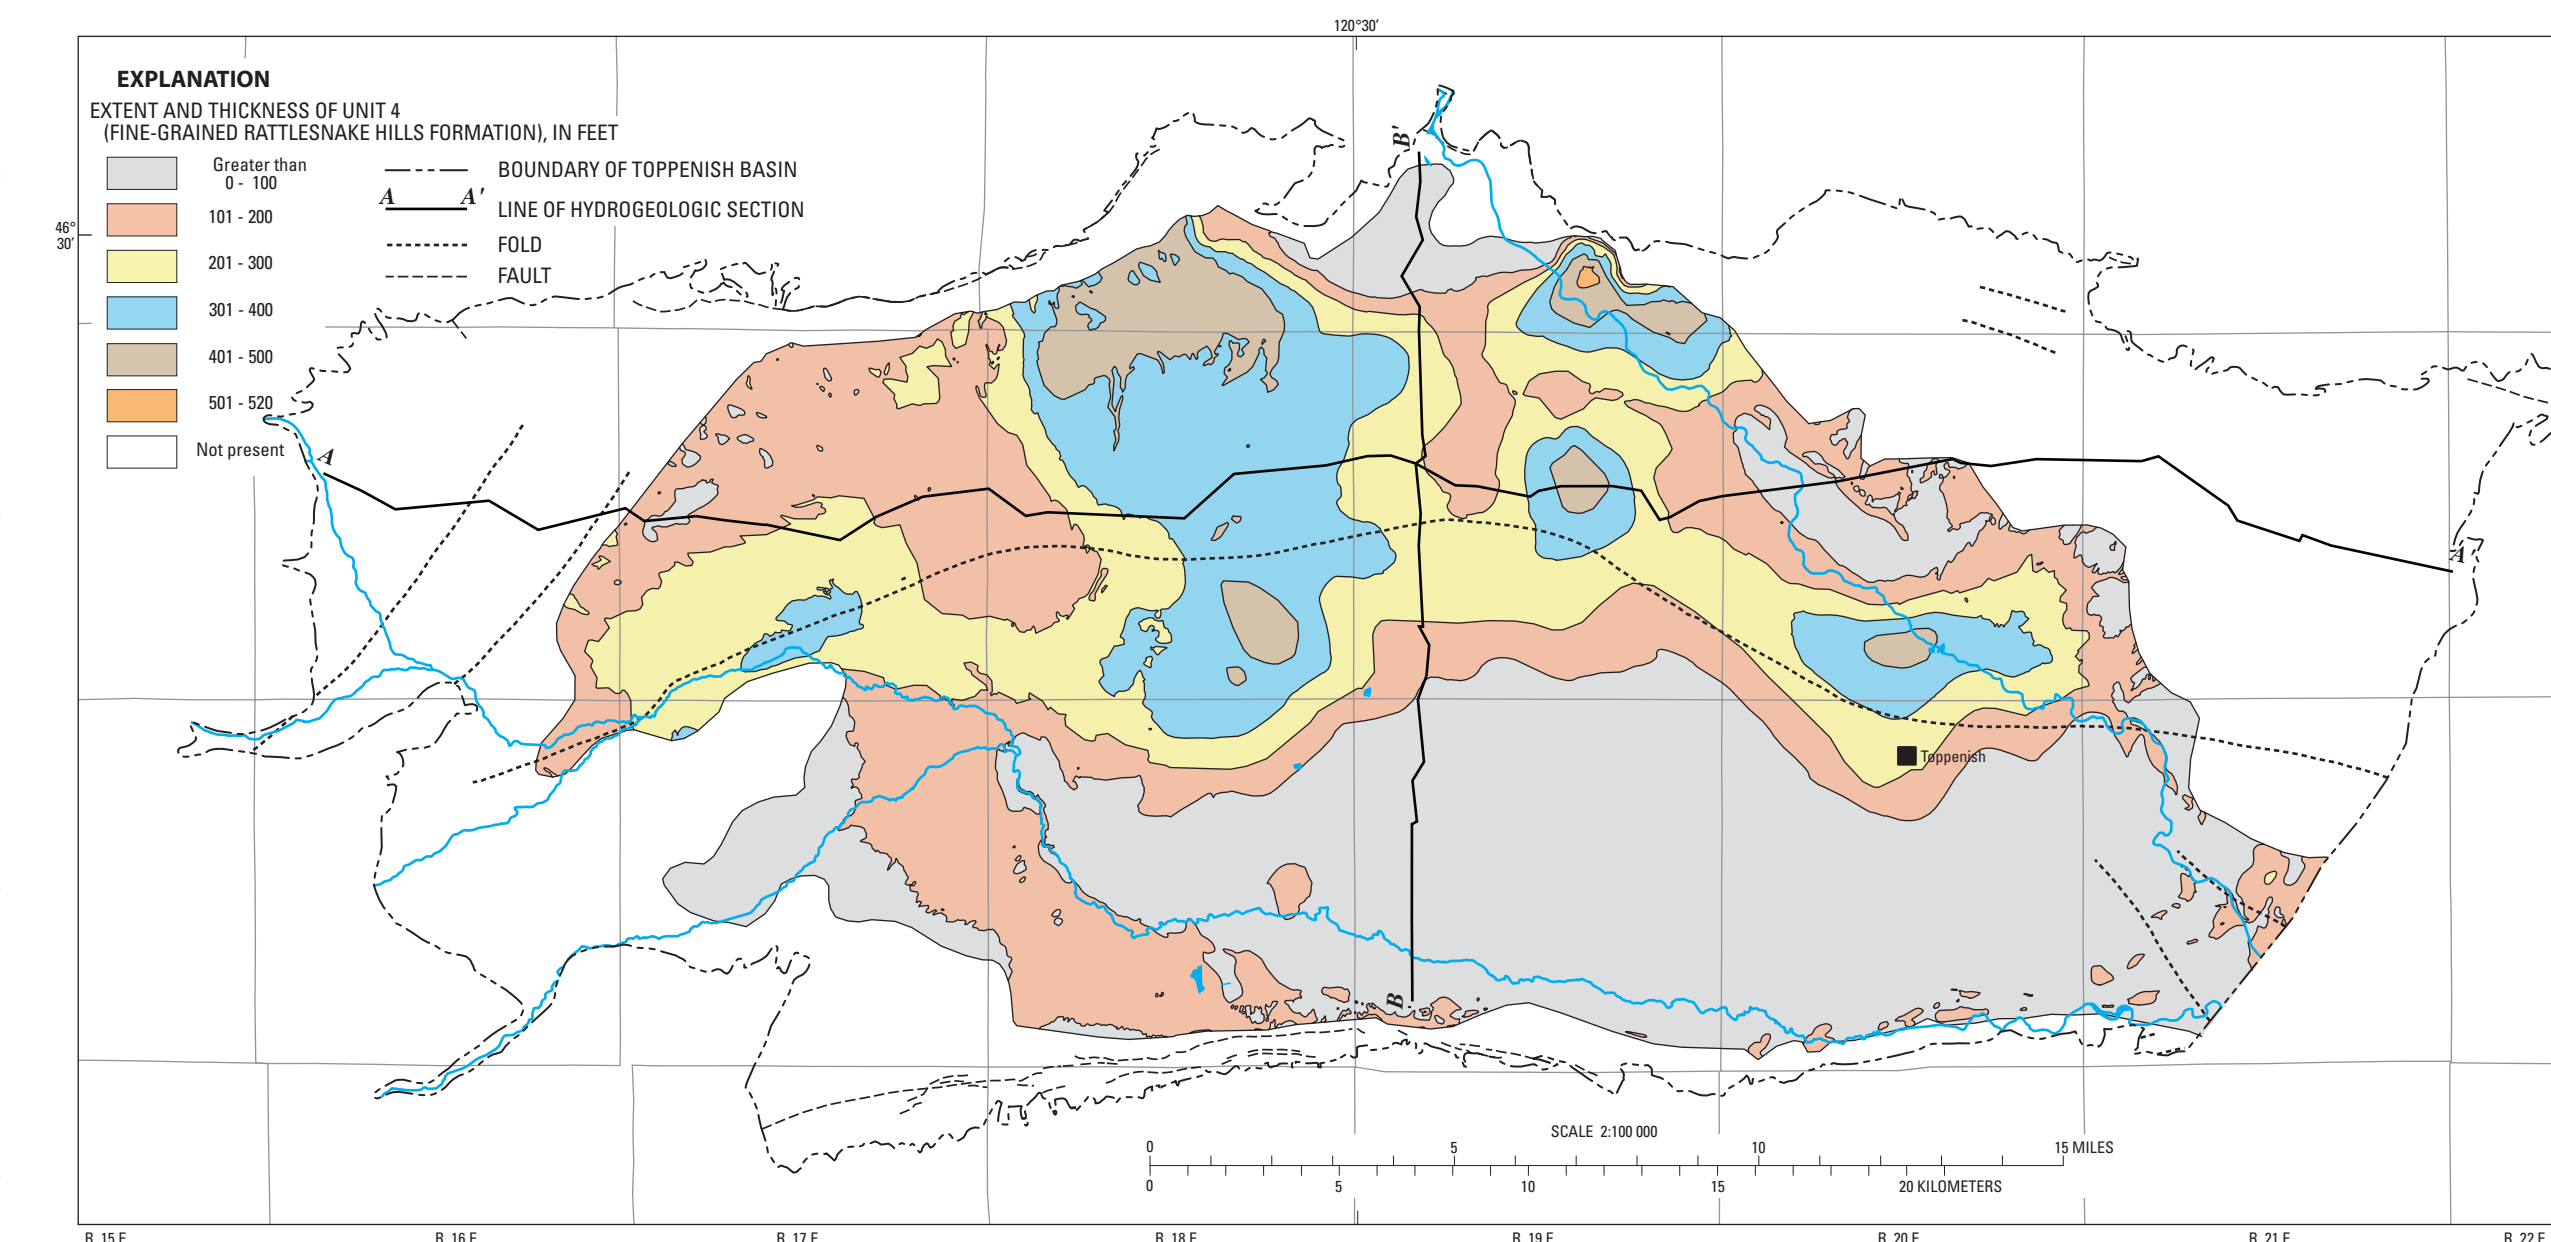 120°30'
EXPLANATION
EXTENT AND THICKNESS OF UNIT 4
(FINE-GRAINED RATTLESNAKE HILLS FORMATION), IN FEET
Greater than
0 - 100
101 - 200
201 - 300
301 - 400
401 - 500
501 - 520
Not present
BOUNDARY OF TOPPENISH BASIN
A A'
LINE OF HYDROGEOLOGIC SECTION
FOLD
FAULT
46°
30'
B'
A
A'
Toppenish
B
SCALE 2:100 000
0 5 10 15 MILES
0 5 10 15 20 KILOMETERS
R. 15 E. R. 16 E. R. 17 E. R. 18 E. R. 19 E. R. 20 E. R. 21 E. R. 22 E.